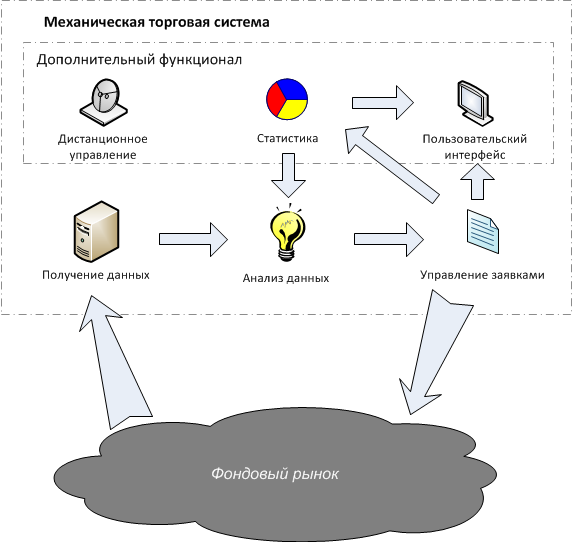 Механическая торговая система
Дополнительный функционал
Дистанционное
управление
Статистика
Пользовательский
интерфейс
Получение данных
Анализ данных
Управление заявками
Фондовый рынок